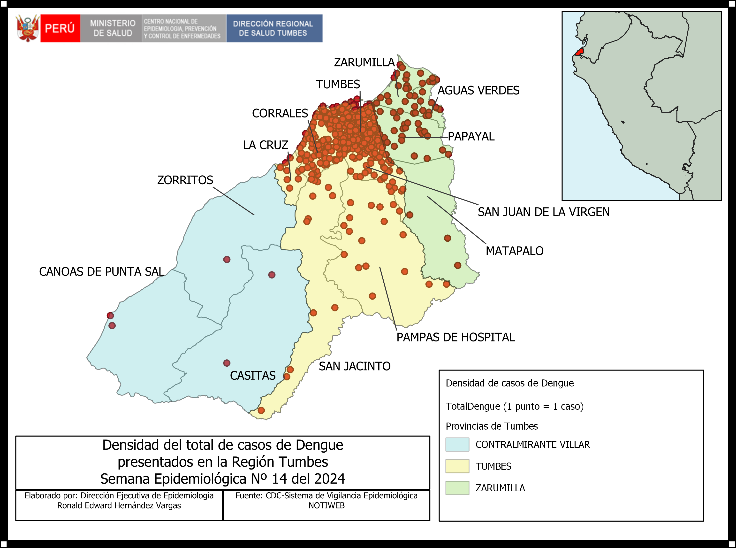 PERÚ
MINISTERIO
DE SALUD
CENTRO NACIONAL DE
EPIDEMIOLOGIA, PREVENCIÓN
Y CONTROL DE ENFERMEDADES
DIRECCIÓN REGIONAL
DE SALUD TUMBES
ZARUMILLA
TUMBES
AGUAS VERDES
CORRALES
PAPAYAL
LA CRUZ
ZORRITOS
SAN JUAN DE LA VIRGEN
MATAPALO
CANOAS DE PUNTA SAL
PAMPAS DE HOSPITAL
SAN JACINTO
CASITAS
Densidad de casos de Dengue
TotalDengue (1 punto = 1 caso)
Provincias de Tumbes
CONTRALMIRANTE VILLAR
TUMBES
ZARUMILLA
Densidad del total de casos de Dengue
presentados en la Región Tumbes
Semana Epidemiológica Nº 14 del 2024
Elaborado por: Dirección Ejecutiva de Epidemiología
Ronald Edward Hernández Vargas
Fuente: CDC-Sistema de Vigilancia Epidemiológica
NOTIWEB